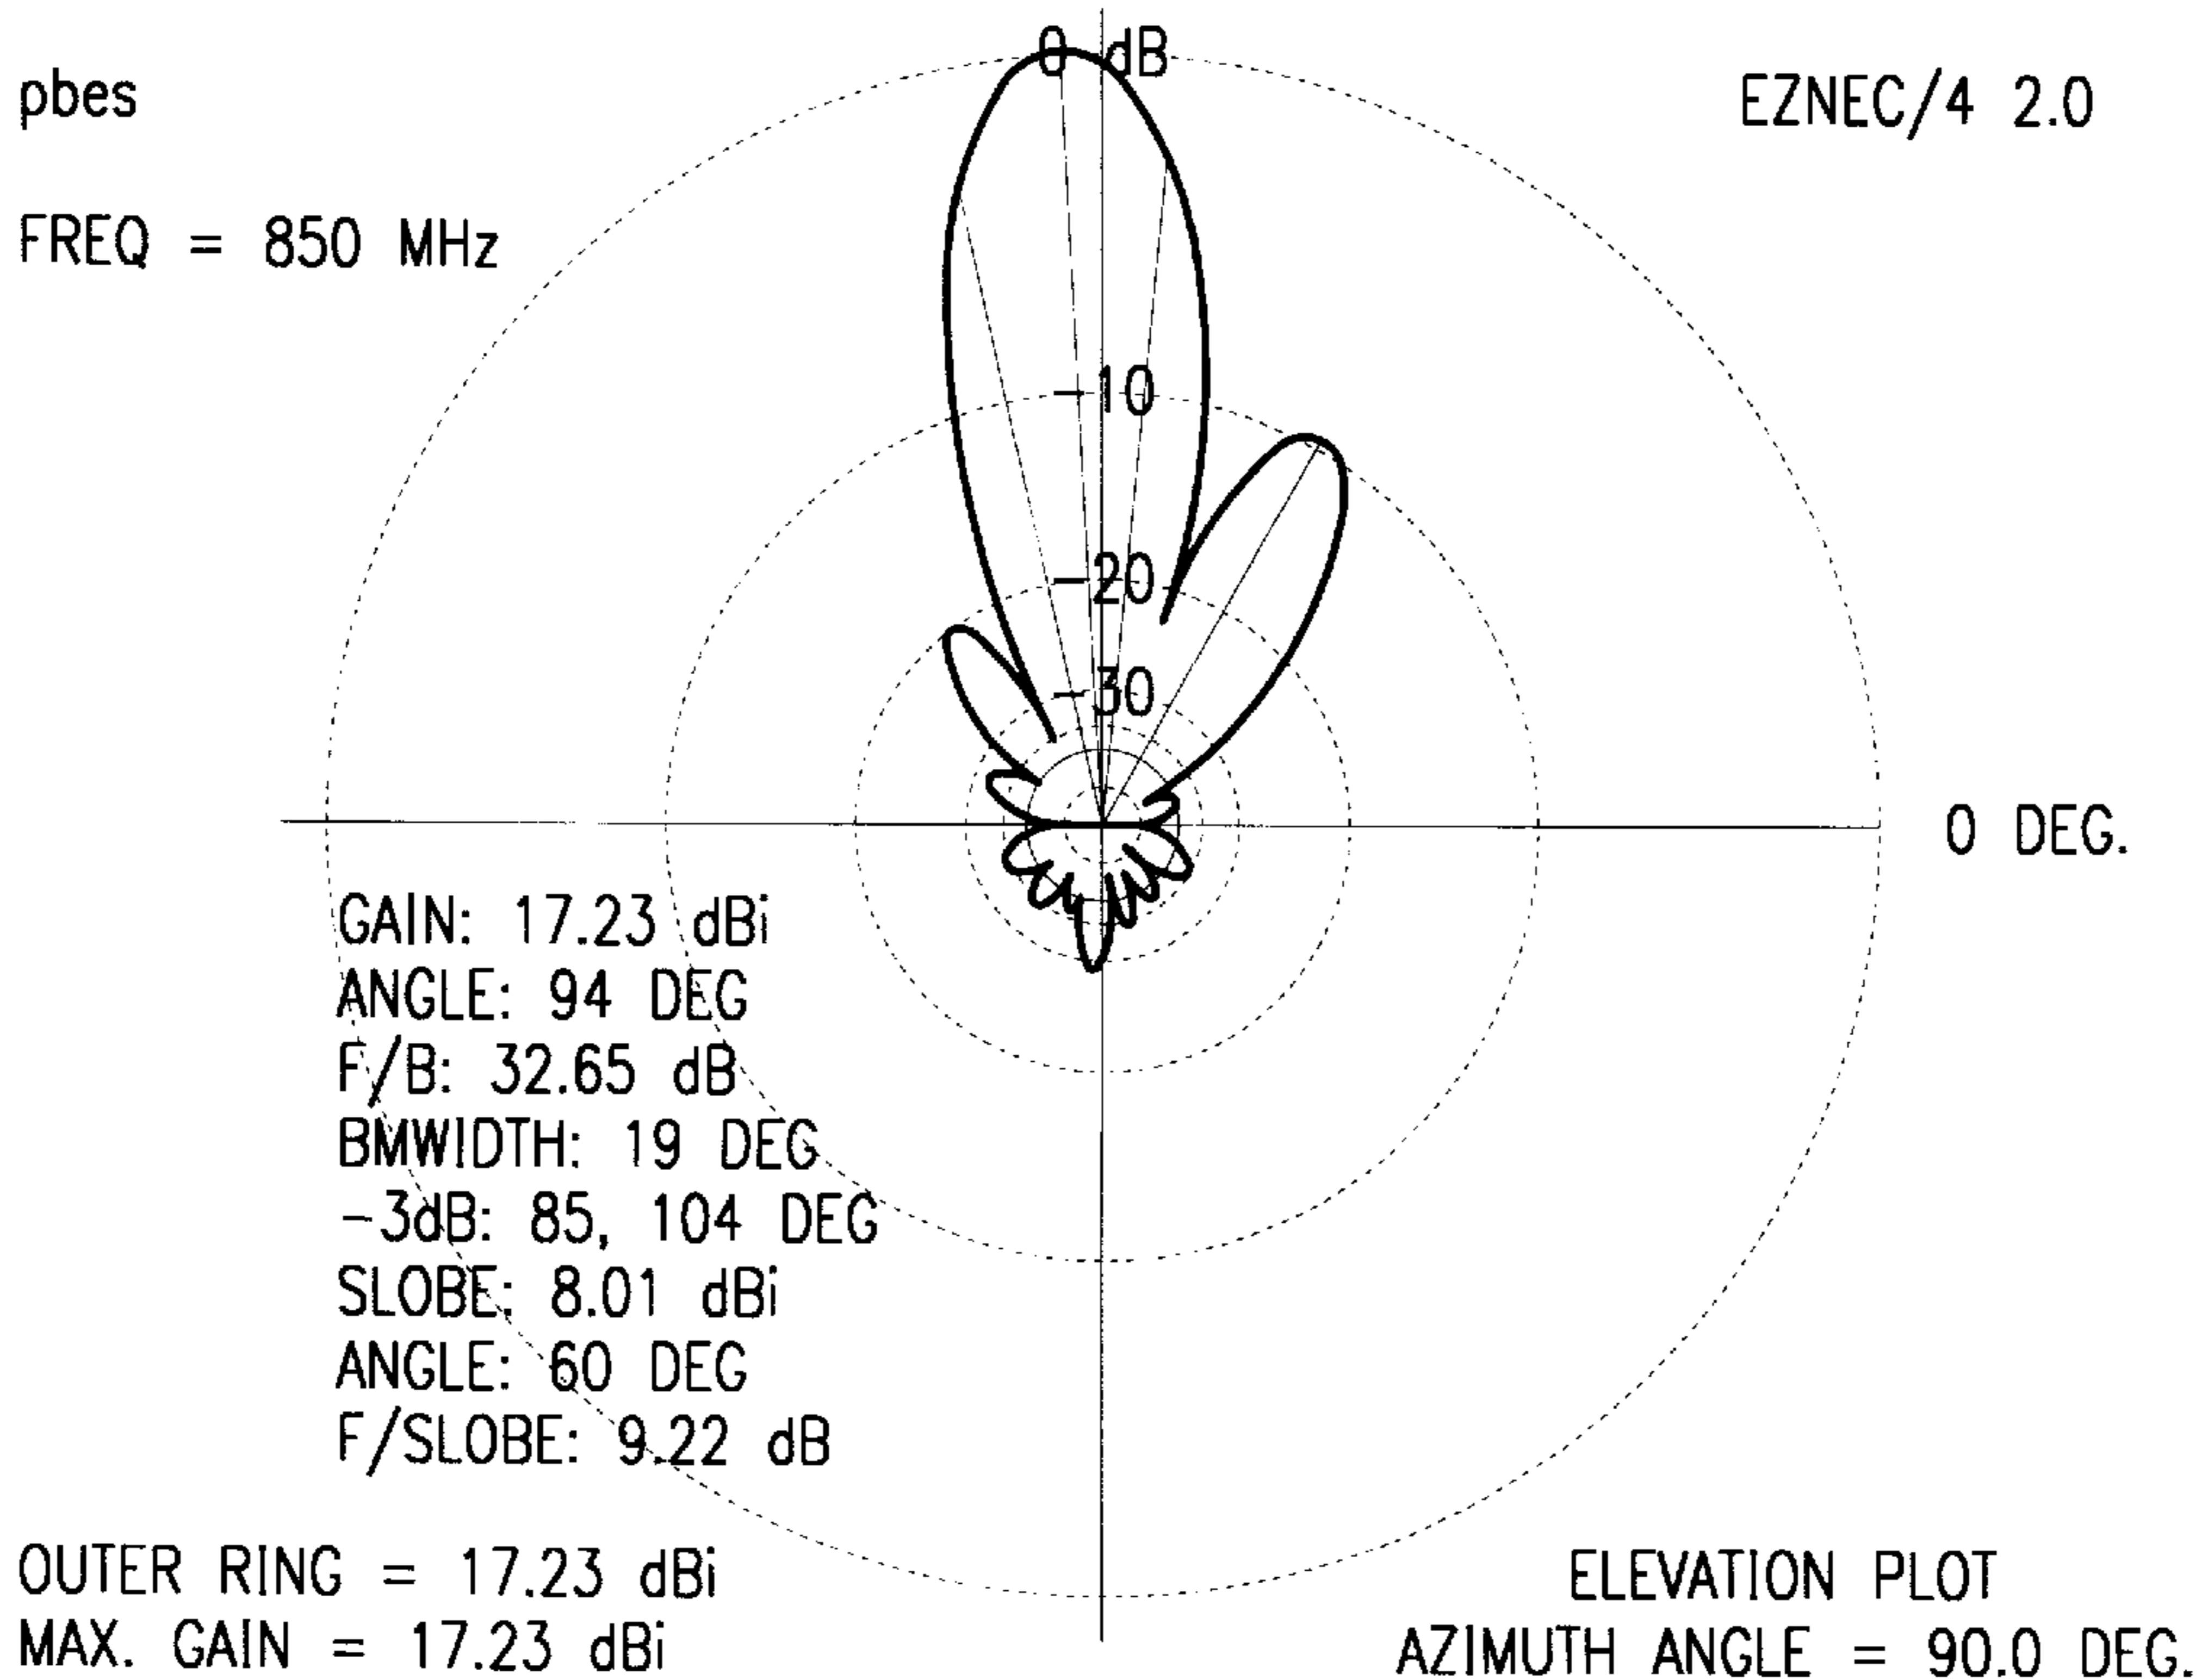 0 dB
pbes
EZNEC/4 2.0
FREQ = 850 MHz
-10
-20
-30
0 DEG.
GAIN: 17.23 dBi
ANGLE: 94 DEG
F/B: 32.65 dB
BMWIDTH: 19 DEG
-3dB: 85, 104 DEG
SLOBE: 8.01 dBi
ANGLE: 60 DEG
F/SLOBE: 9.22 dB
OUTER RING = 17.23 dBi
MAX. GAIN = 17.23 dBi
ELEVATION PLOT
AZIMUTH ANGLE = 90.0 DEG.